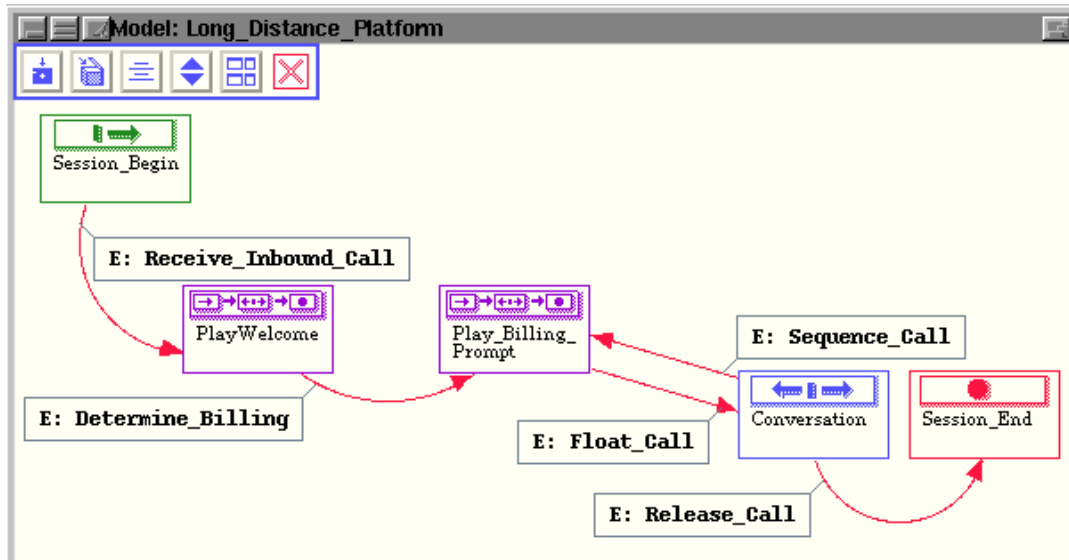 Model: Long_Distance_Platform
Session_Begin
E: Receive_Inbound_Call
PlayWelcome
Play_Billing_
Prompt
E: Sequence_Call
E: Determine_Billing
Conversation
Session_End
E: Float_Call
E: Release_Call